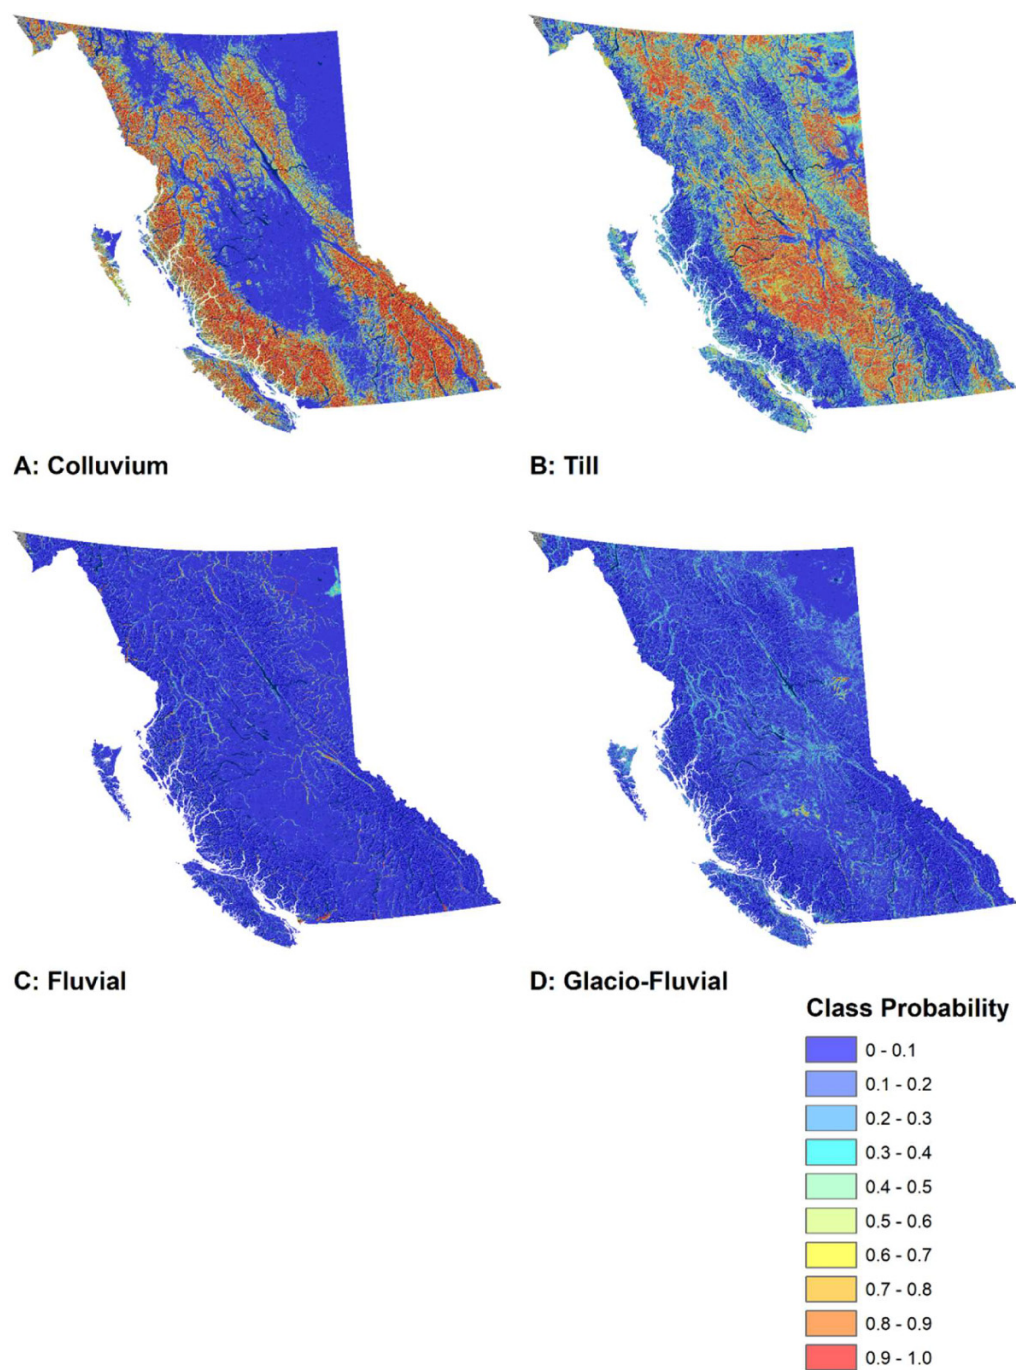 A: Colluvium
B: Till
C: Fluvial
D: Glacio-Fluvial
Class Probability
0 - 0.1
0.1 - 0.2
0.2 - 0.3
0.3 - 0.4
0.4 - 0.5
0.5 - 0.6
0.6 - 0.7
0.7 - 0.8
0.8 - 0.9
0.9 - 1.0